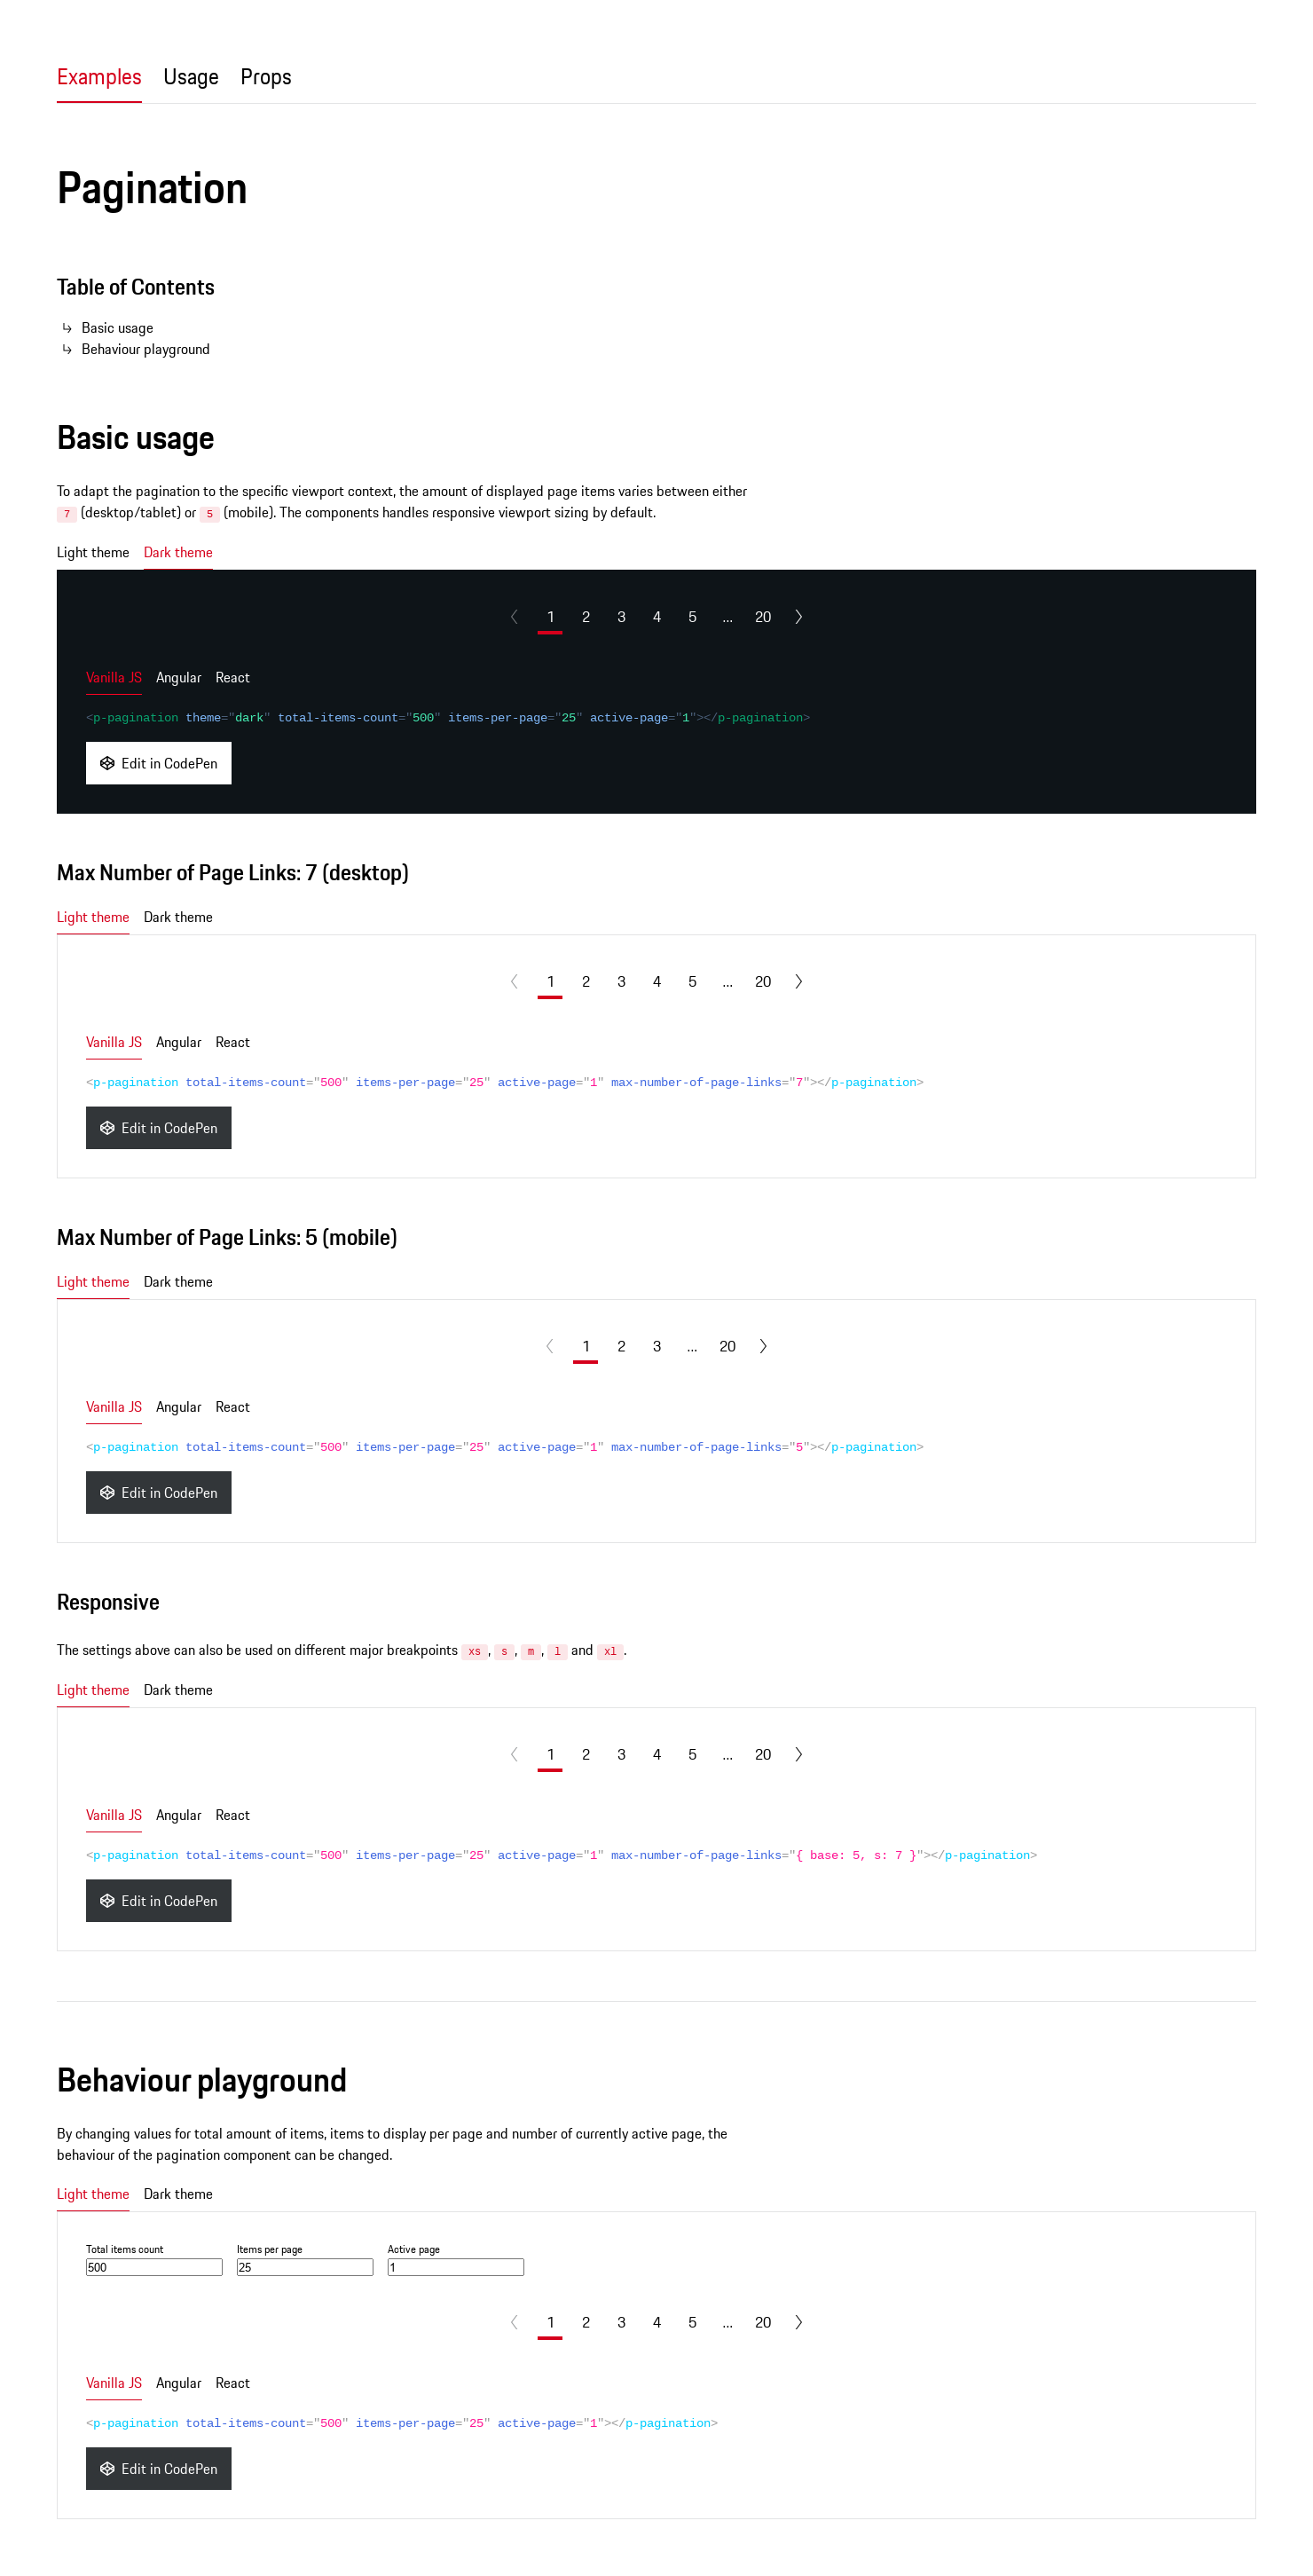 Examples Usage Props
Pagination
Table of Contents
↳ Basic usage
↳ Behaviour playground
Basic usage
To adapt the pagination to the specific viewport context, the amount of displayed page items varies between either
7 (desktop/tablet) or 5 (mobile). The components handles responsive viewport sizing by default.
Light theme Dark theme
1 2 3 4 5 ... 20
Vanilla JS Angular React
<p-pagination theme="dark" total-items-count="500" items-per-page="25" active-page="1"></p-pagination>
Edit in CodePen
Max Number of Page Links: 7 (desktop)
Light theme Dark theme
1 2 3 4 5 ... 20
Vanilla JS Angular React
<p-pagination total-items-count="500" items-per-page="25" active-page="1" max-number-of-page-links="7"></p-pagination>
Edit in CodePen
Max Number of Page Links: 5 (mobile)
Light theme Dark theme
1 2 3 ... 20
Vanilla JS Angular React
<p-pagination total-items-count="500" items-per-page="25" active-page="1" max-number-of-page-links="5"></p-pagination>
Edit in CodePen
Responsive
The settings above can also be used on different major breakpoints xs, s, m, l and xl.
Light theme Dark theme
1 2 3 4 5 ... 20
Vanilla JS Angular React
<p-pagination total-items-count="500" items-per-page="25" active-page="1" max-number-of-page-links="{ base: 5, s: 7 }"></p-pagination>
Edit in CodePen
Behaviour playground
By changing values for total amount of items, items to display per page and number of currently active page, the
behaviour of the pagination component can be changed.
Light theme Dark theme
Total items count Items per page Active page
500 25 1
1 2 3 4 5 ... 20
Vanilla JS Angular React
<p-pagination total-items-count="500" items-per-page="25" active-page="1"></p-pagination>
Edit in CodePen